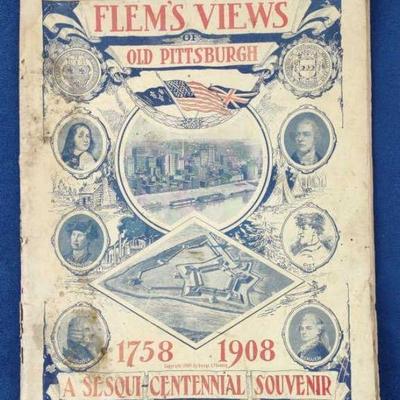 FLEM'S VIEWS
OF
OLD PITTSBURGH
1758 1908
A SESQUI-CENTENNIAL SOUVENIR